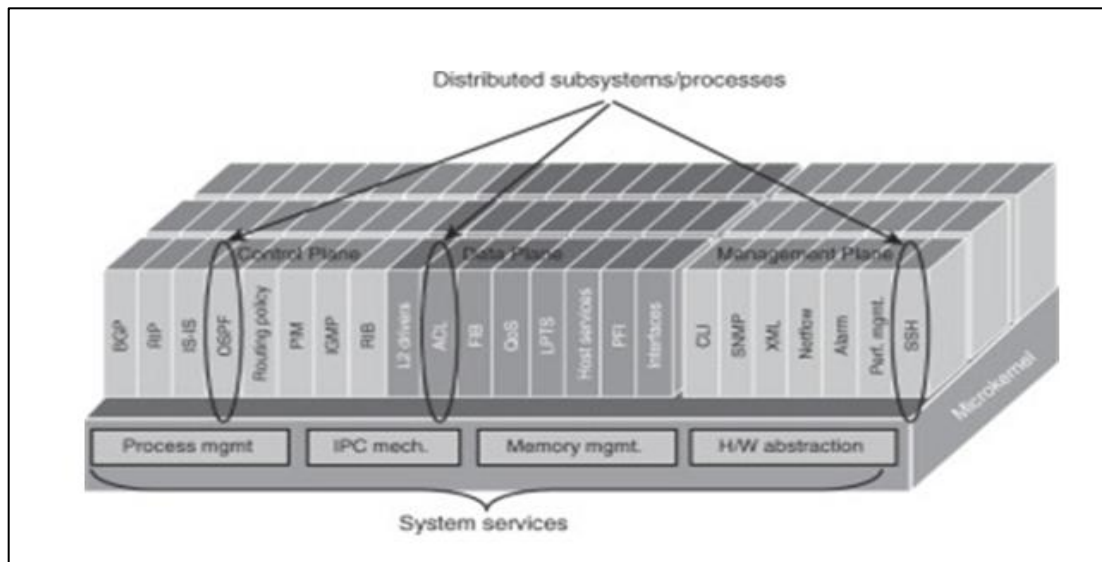 Distributed subsystems/processes
Control Plane
Data Plane
Management Plane
BGP
RIP
IS-IS
OSPF
Routing policy
PIM
IGMP
RIB
L2 drivers
ACL
FIB
QoS
LPTS
Host services
PFI
Interfaces
CLI
SNMP
XML
Netflow
Alarm
Perf. mgmt.
SSH
Microkernel
Process mgmt
IPC mech.
Memory mgmt.
H/W abstraction
System services